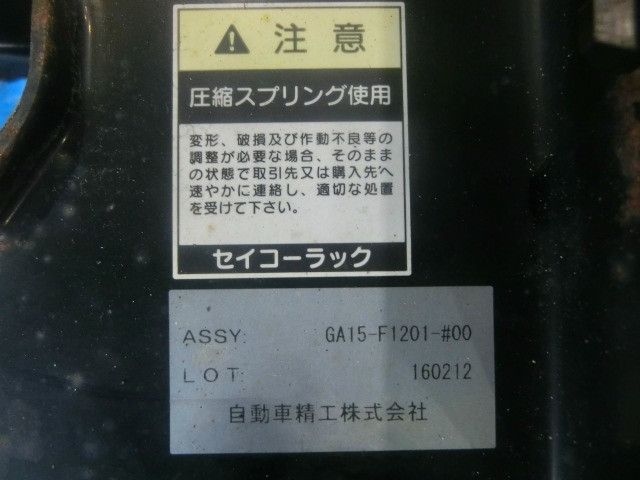 注意
圧縮スプリング使用
変形、破損及び作動不良等の
調整が必要な場合、そのまま
の状態で取引先又は購入先へ
速やかに連絡し、適切な処置
を受けて下さい。
セイコーラック
ASSY: GA15-F1201-#00
LOT: 160212
自動車精工株式会社